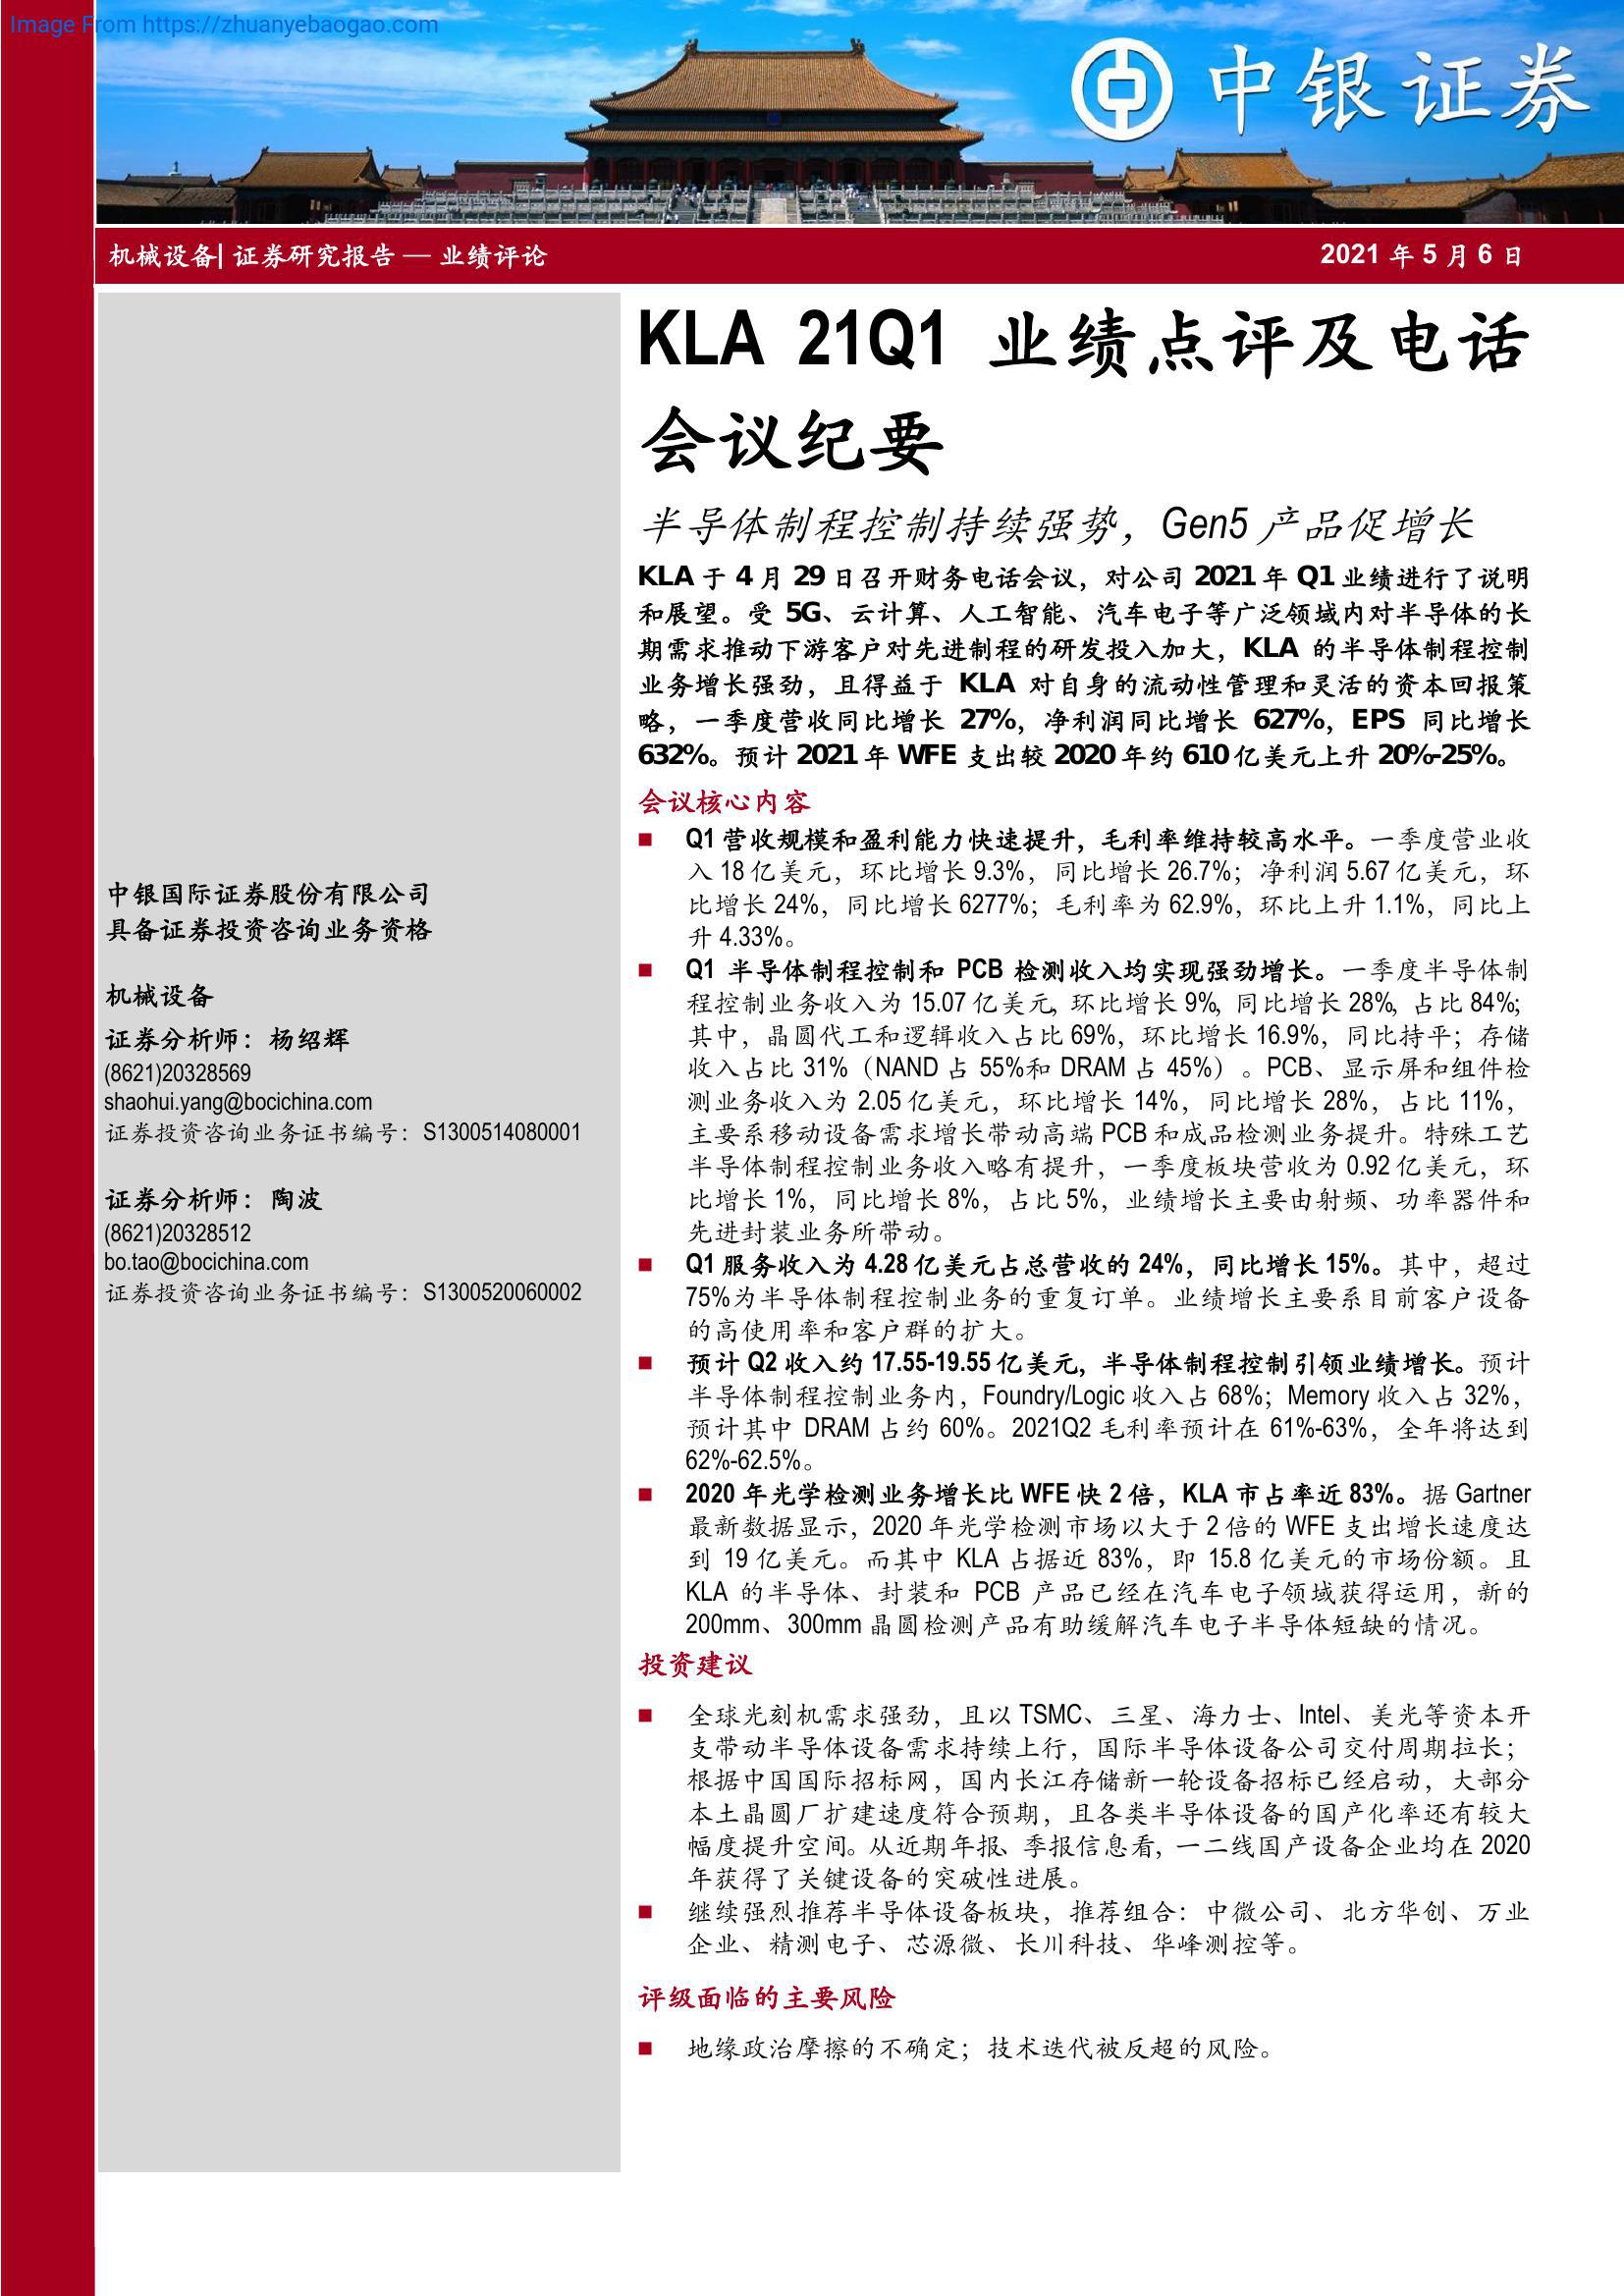 Image From https://zhuanyebaogao.com
中银证券
机械设备| 证券研究报告 — 业绩评论
2021 年 5 月 6 日
KLA 21Q1 业绩点评及电话
会议纪要
半导体制程控制持续强势，Gen5 产品促增长
KLA 于 4 月 29 日召开财务电话会议，对公司 2021 年 Q1 业绩进行了说明
和展望。受 5G、云计算、人工智能、汽车电子等广泛领域内对半导体的长
期需求推动下游客户对先进制程的研发投入加大，KLA 的半导体制程控制
业务增长强劲，且得益于 KLA 对自身的流动性管理和灵活的资本回报策
略，一季度营收同比增长 27%，净利润同比增长 627%，EPS 同比增长
632%。预计 2021 年 WFE 支出较 2020 年约 610 亿美元上升 20%-25%。
会议核心内容
■ Q1 营收规模和盈利能力快速提升，毛利率维持较高水平。一季度营业收
入 18 亿美元，环比增长 9.3%，同比增长 26.7%；净利润 5.67 亿美元，环
比增长 24%，同比增长 6277%；毛利率为 62.9%，环比上升 1.1%，同比上
升 4.33%。
■ Q1 半导体制程控制和 PCB 检测收入均实现强劲增长。一季度半导体制
程控制业务收入为 15.07 亿美元，环比增长 9%，同比增长 28%，占比 84%；
其中，晶圆代工和逻辑收入占比 69%，环比增长 16.9%，同比持平；存储
收入占比 31%（NAND 占 55%和 DRAM 占 45%）。PCB、显示屏和组件检
测业务收入为 2.05 亿美元，环比增长 14%，同比增长 28%，占比 11%，
主要系移动设备需求增长带动高端 PCB 和成品检测业务提升。特殊工艺
半导体制程控制业务收入略有提升，一季度板块营收为 0.92 亿美元，环
比增长 1%，同比增长 8%，占比 5%，业绩增长主要由射频、功率器件和
先进封装业务所带动。
■ Q1 服务收入为 4.28 亿美元占总营收的 24%，同比增长 15%。其中，超过
75%为半导体制程控制业务的重复订单。业绩增长主要系目前客户设备
的高使用率和客户群的扩大。
■ 预计 Q2 收入约 17.55-19.55 亿美元，半导体制程控制引领业绩增长。预计
半导体制程控制业务内，Foundry/Logic 收入占 68%；Memory 收入占 32%，
预计其中 DRAM 占约 60%。2021Q2 毛利率预计在 61%-63%，全年将达到
62%-62.5%。
■ 2020 年光学检测业务增长比 WFE 快 2 倍，KLA 市占率近 83%。据 Gartner
最新数据显示，2020 年光学检测市场以大于 2 倍的 WFE 支出增长速度达
到 19 亿美元。而其中 KLA 占据近 83%，即 15.8 亿美元的市场份额。且
KLA 的半导体、封装和 PCB 产品已经在汽车电子领域获得运用，新的
200mm、300mm 晶圆检测产品有助缓解汽车电子半导体短缺的情况。
投资建议
■ 全球光刻机需求强劲，且以 TSMC、三星、海力士、Intel、美光等资本开
支带动半导体设备需求持续上行，国际半导体设备公司交付周期拉长；
根据中国国际招标网，国内长江存储新一轮设备招标已经启动，大部分
本土晶圆厂扩建速度符合预期，且各类半导体设备的国产化率还有较大
幅度提升空间。从近期年报、季报信息看，一二线国产设备企业均在 2020
年获得了关键设备的突破性进展。
■ 继续强烈推荐半导体设备板块，推荐组合：中微公司、北方华创、万业
企业、精测电子、芯源微、长川科技、华峰测控等。
评级面临的主要风险
■ 地缘政治摩擦的不确定；技术迭代被反超的风险。
中银国际证券股份有限公司
具备证券投资咨询业务资格
机械设备
证券分析师：杨绍辉
(8621)20328569
shaohui.yang@bocichina.com
证券投资咨询业务证书编号：S1300514080001
证券分析师：陶波
(8621)20328512
bo.tao@bocichina.com
证券投资咨询业务证书编号：S1300520060002